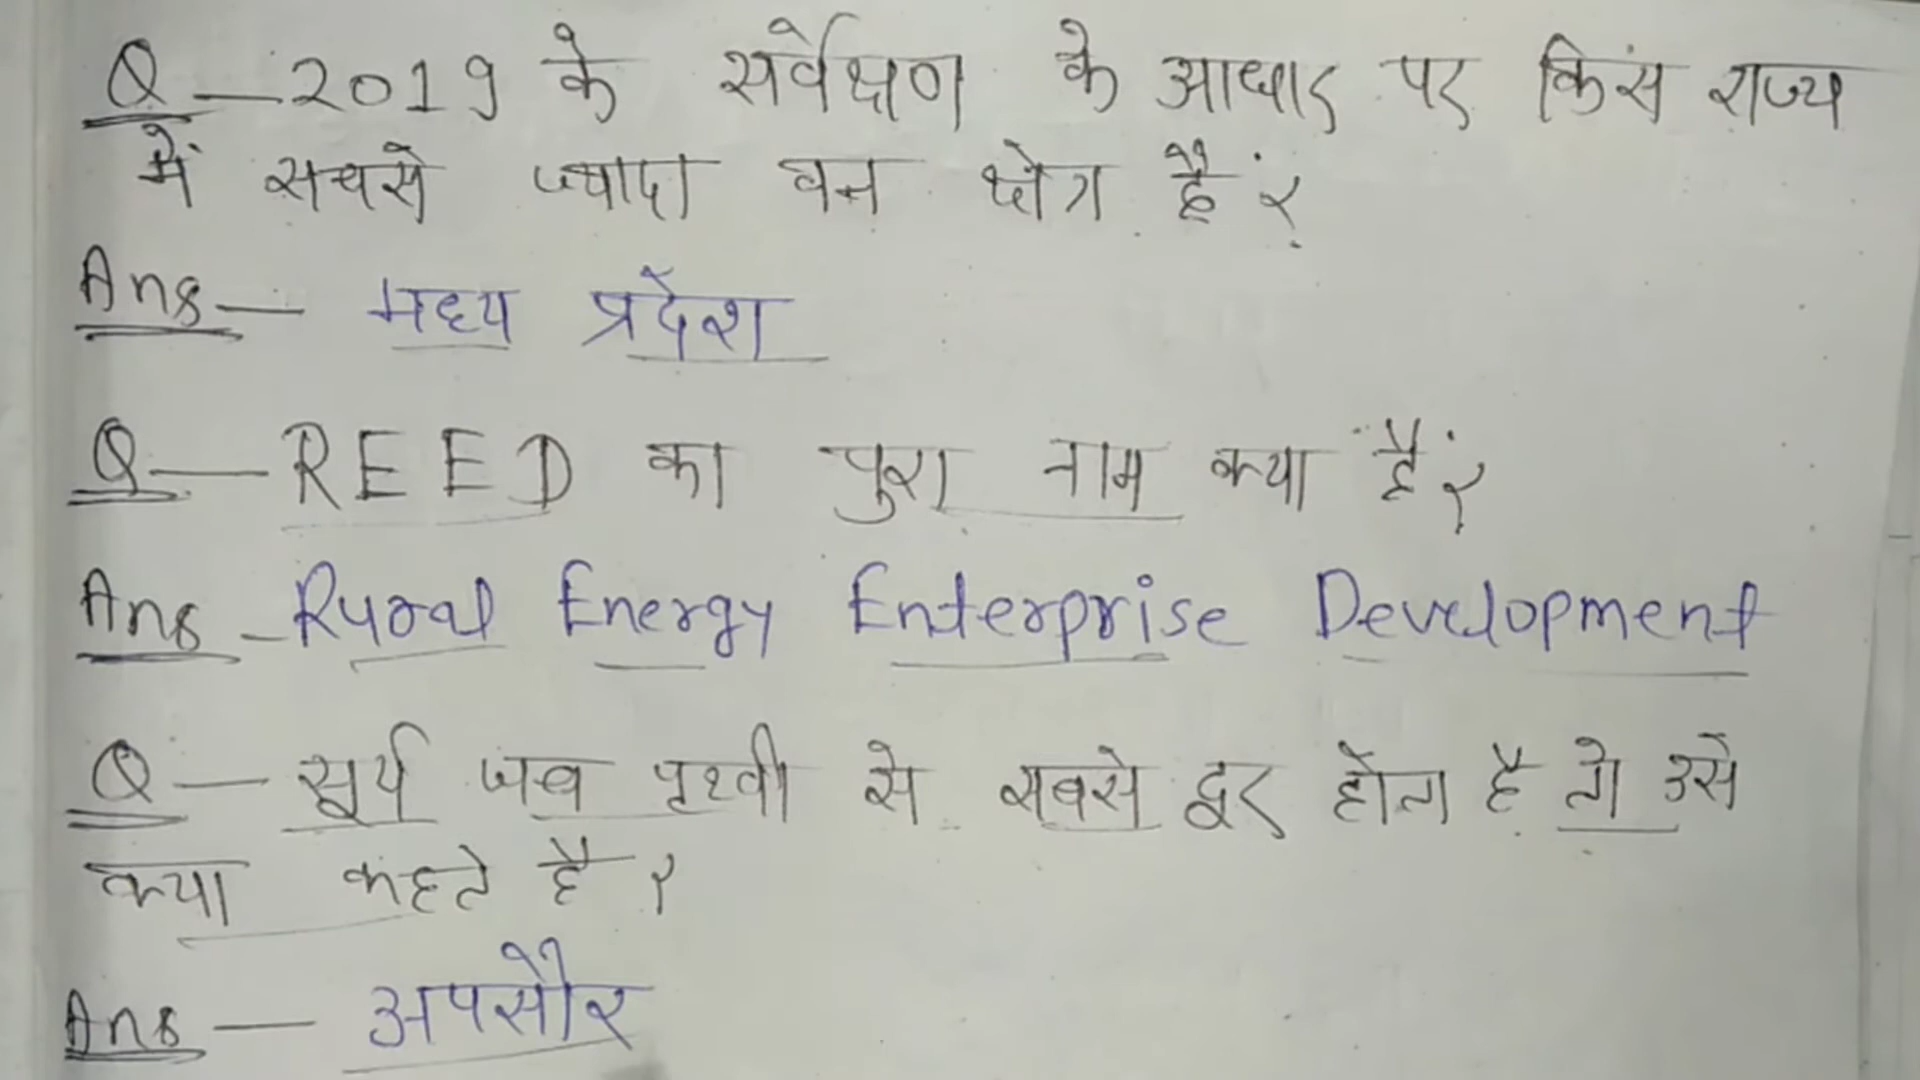 Q - 2019 के सर्वेक्षण के आधार पर किस राज्य
में सबसे ज्यादा वन क्षेत्र हैं?
Ans - मध्य प्रदेश
Q - REED का पुरा नाम क्या हैं?
Ans - Rural Energy Enterprise Development
Q - सूर्य जब पृथ्वी से सबसे दूर होता है तो उसे
क्या कहते है?
Ans - अपसौर